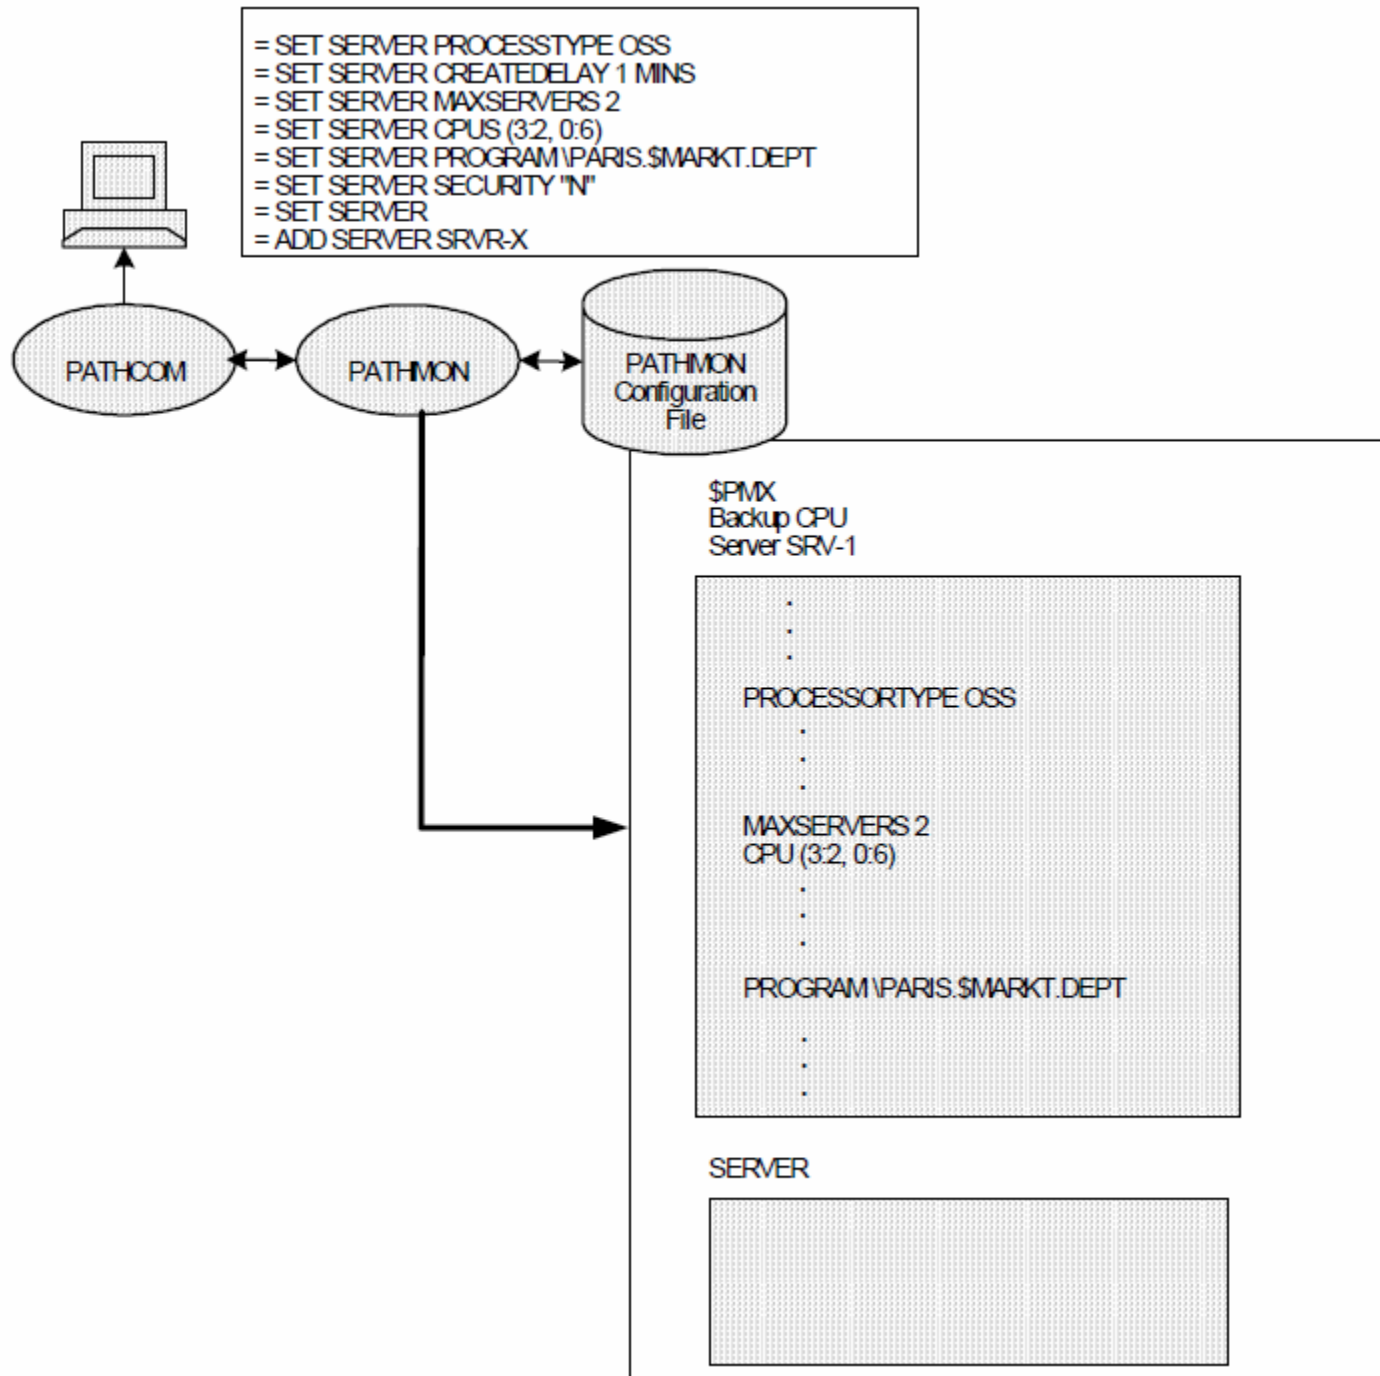 = SET SERVER PROCESSTYPE OSS
= SET SERVER CREATEDELAY 1 MINS
= SET SERVER MAXSERVERS 2
= SET SERVER CPUS (3:2, 0:6)
= SET SERVER PROGRAM \PARIS.$MARKT.DEPT
= SET SERVER SECURITY "N"
= SET SERVER
= ADD SERVER SRVR-X
PATHCOM
PATHMON
PATHMON
Configuration
File
$PMX
Backup CPU
Server SRV-1
.
.
.
PROCESSORTYPE OSS
.
.
.
MAXSERVERS 2
CPU (3:2, 0:6)
.
.
.
PROGRAM \PARIS.$MARKT.DEPT
.
.
.
SERVER